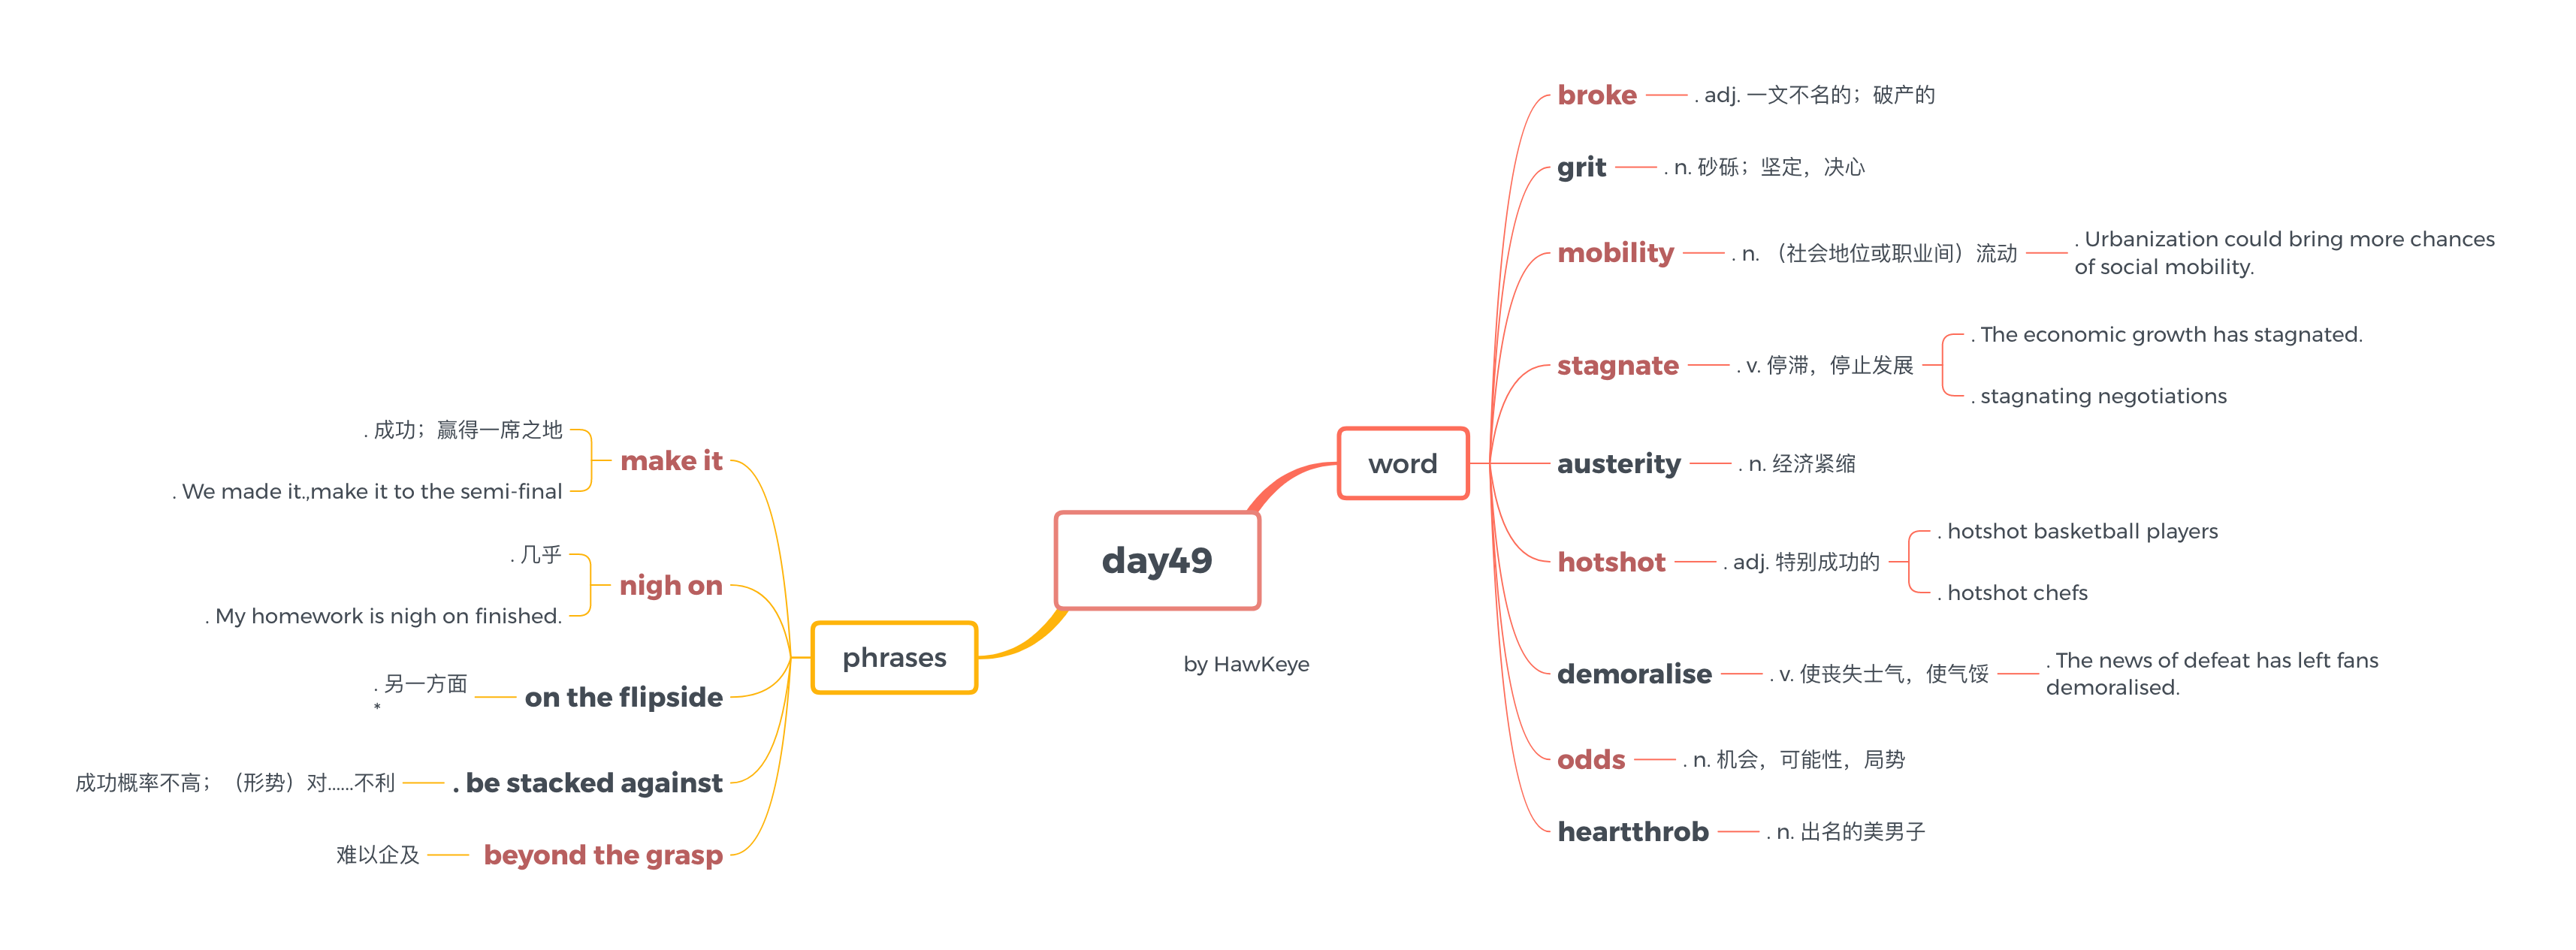 day49
by HawKeye
word
broke
. adj. 一文不名的；破产的
grit
. n. 砂砾；坚定，决心
mobility
. n. （社会地位或职业间）流动
. Urbanization could bring more chances
of social mobility.
stagnate
. v. 停滞，停止发展
. The economic growth has stagnated.
. stagnating negotiations
austerity
. n. 经济紧缩
hotshot
. adj. 特别成功的
. hotshot basketball players
. hotshot chefs
demoralise
. v. 使丧失士气，使气馁
. The news of defeat has left fans
demoralised.
odds
. n. 机会，可能性，局势
heartthrob
. n. 出名的美男子
phrases
make it
. 成功；赢得一席之地
. We made it.,make it to the semi-final
nigh on
. 几乎
. My homework is nigh on finished.
on the flipside
. 另一方面
*
. be stacked against
成功概率不高；（形势）对……不利
beyond the grasp
难以企及